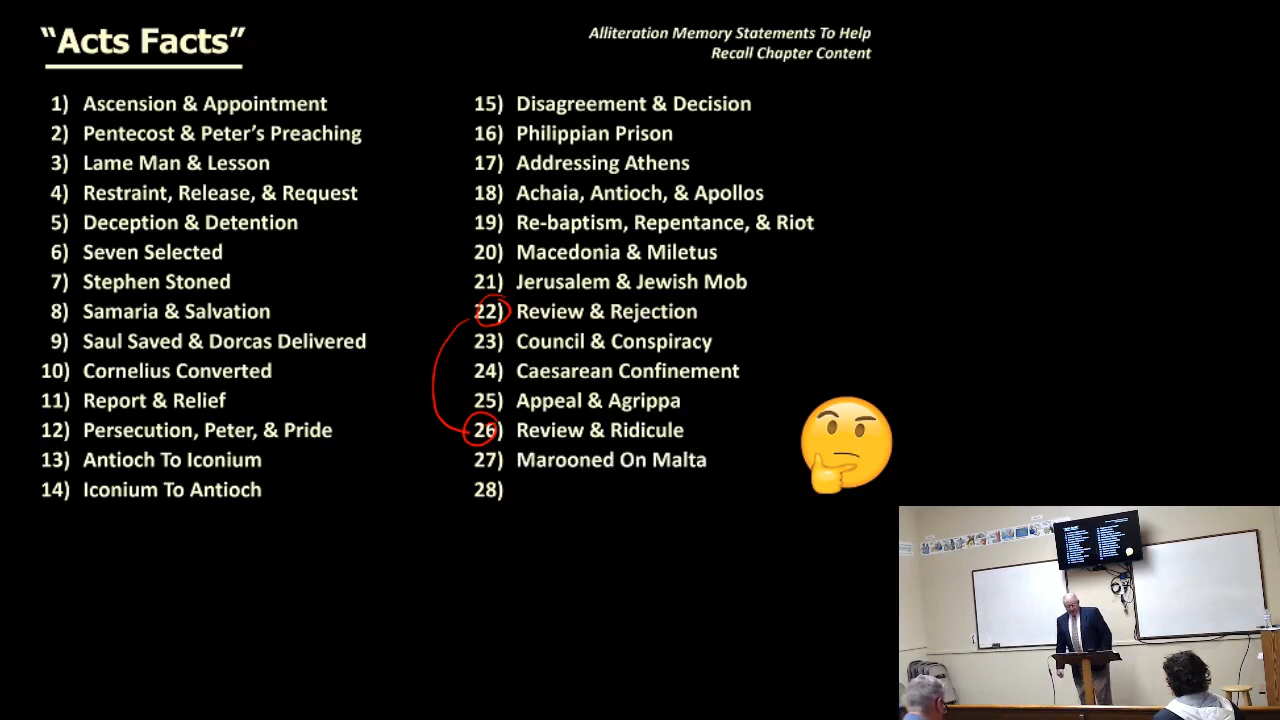 “Acts Facts”
Alliteration Memory Statements To Help
Recall Chapter Content
1) Ascension & Appointment
2) Pentecost & Peter’s Preaching
3) Lame Man & Lesson
4) Restraint, Release, & Request
5) Deception & Detention
6) Seven Selected
7) Stephen Stoned
8) Samaria & Salvation
9) Saul Saved & Dorcas Delivered
10) Cornelius Converted
11) Report & Relief
12) Persecution, Peter, & Pride
13) Antioch To Iconium
14) Iconium To Antioch
15) Disagreement & Decision
16) Philippian Prison
17) Addressing Athens
18) Achaia, Antioch, & Apollos
19) Re-baptism, Repentance, & Riot
20) Macedonia & Miletus
21) Jerusalem & Jewish Mob
22) Review & Rejection
23) Council & Conspiracy
24) Caesarean Confinement
25) Appeal & Agrippa
26) Review & Ridicule
27) Marooned On Malta
28)